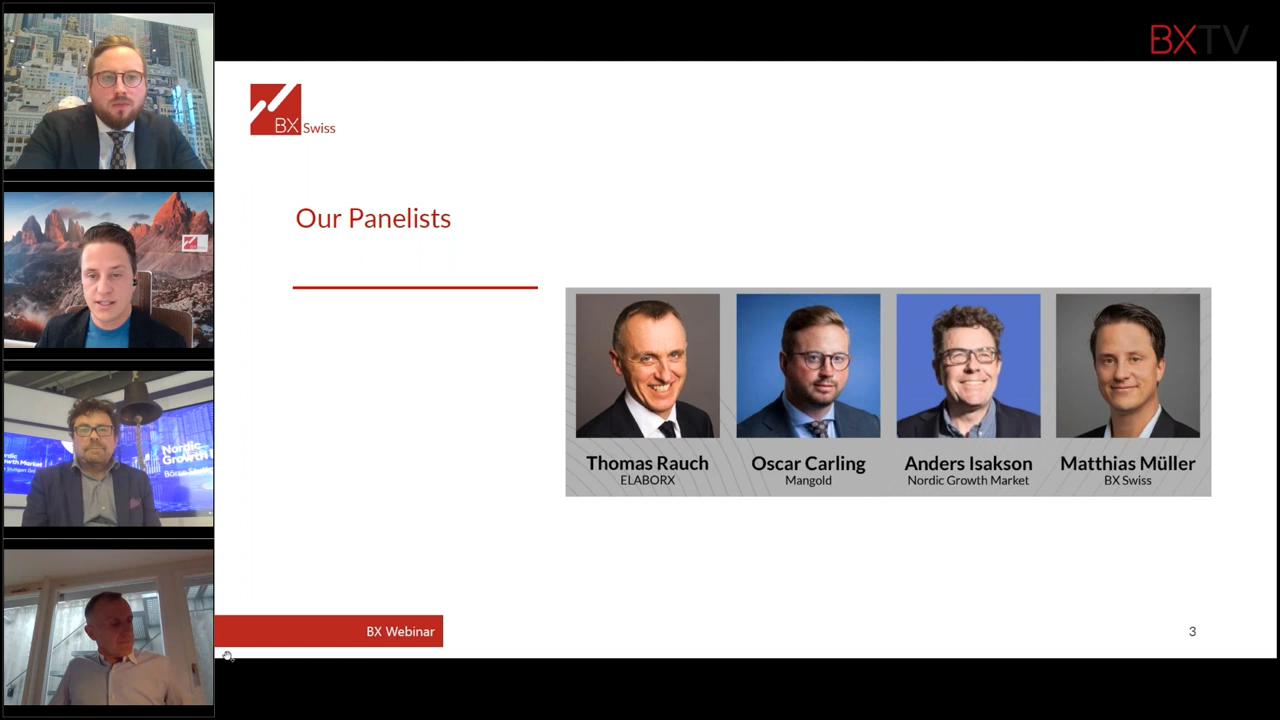 BXTV
BX Swiss
Our Panelists
Thomas Rauch
ELABORX
Oscar Carling
Mangold
Anders Isakson
Nordic Growth Market
Matthias Müller
BX Swiss
Nordic
BX Webinar
3